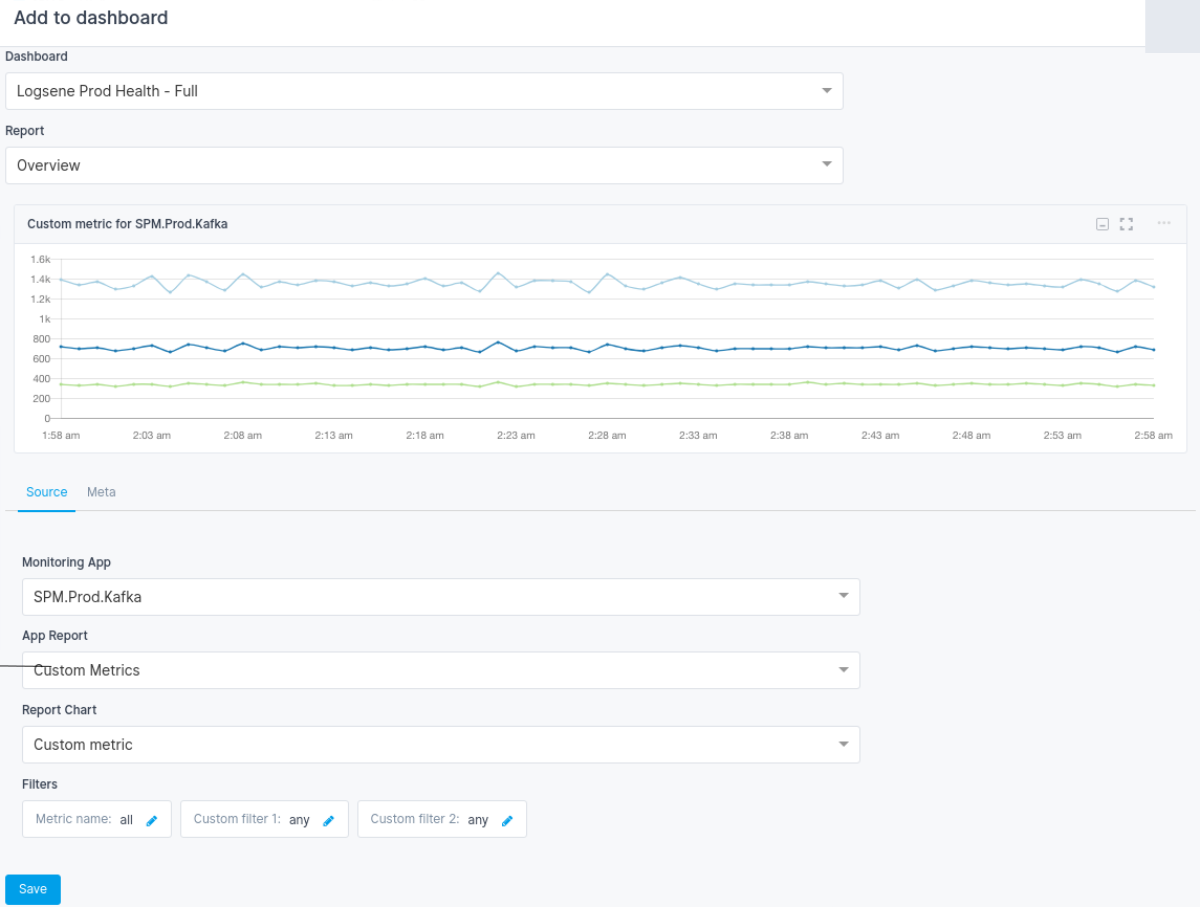 Add to dashboard
Dashboard
Logsene Prod Health - Full
Report
Overview
Custom metric for SPM.Prod.Kafka
1.6k
1.4k
1.2k
1k
800
600
400
200
0
1:58 am 2:03 am 2:08 am 2:13 am 2:18 am 2:23 am 2:28 am 2:33 am 2:38 am 2:43 am 2:48 am 2:53 am 2:58 am
Source Meta
Monitoring App
SPM.Prod.Kafka
App Report
Custom Metrics
Report Chart
Custom metric
Filters
Metric name: all Custom filter 1: any Custom filter 2: any
Save